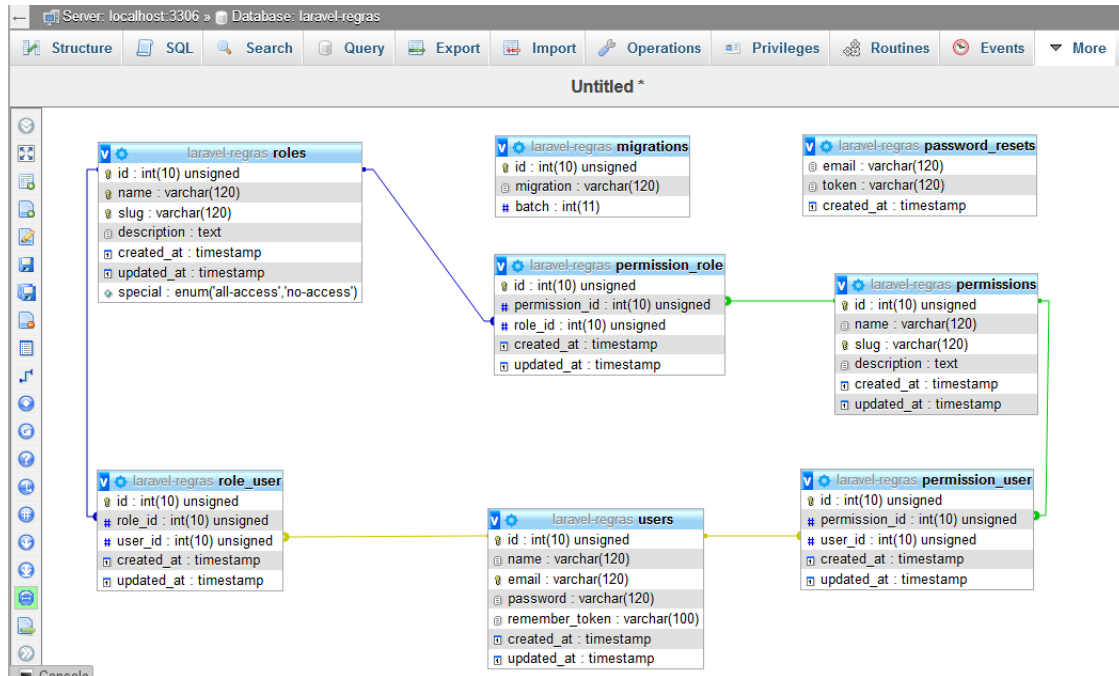 Server: localhost:3306 » Database: laravel-regras
Structure SQL Search Query Export Import Operations Privileges Routines Events More
Untitled *
laravel-regras roles
id : int(10) unsigned
name : varchar(120)
slug : varchar(120)
description : text
created_at : timestamp
updated_at : timestamp
special : enum('all-access','no-access')
laravel-regras migrations
id : int(10) unsigned
migration : varchar(120)
batch : int(11)
laravel-regras password_resets
email : varchar(120)
token : varchar(120)
created_at : timestamp
laravel-regras permission_role
id : int(10) unsigned
permission_id : int(10) unsigned
role_id : int(10) unsigned
created_at : timestamp
updated_at : timestamp
laravel-regras permissions
id : int(10) unsigned
name : varchar(120)
slug : varchar(120)
description : text
created_at : timestamp
updated_at : timestamp
laravel-regras role_user
id : int(10) unsigned
role_id : int(10) unsigned
user_id : int(10) unsigned
created_at : timestamp
updated_at : timestamp
laravel-regras users
id : int(10) unsigned
name : varchar(120)
email : varchar(120)
password : varchar(120)
remember_token : varchar(100)
created_at : timestamp
updated_at : timestamp
laravel-regras permission_user
id : int(10) unsigned
permission_id : int(10) unsigned
user_id : int(10) unsigned
created_at : timestamp
updated_at : timestamp
Console